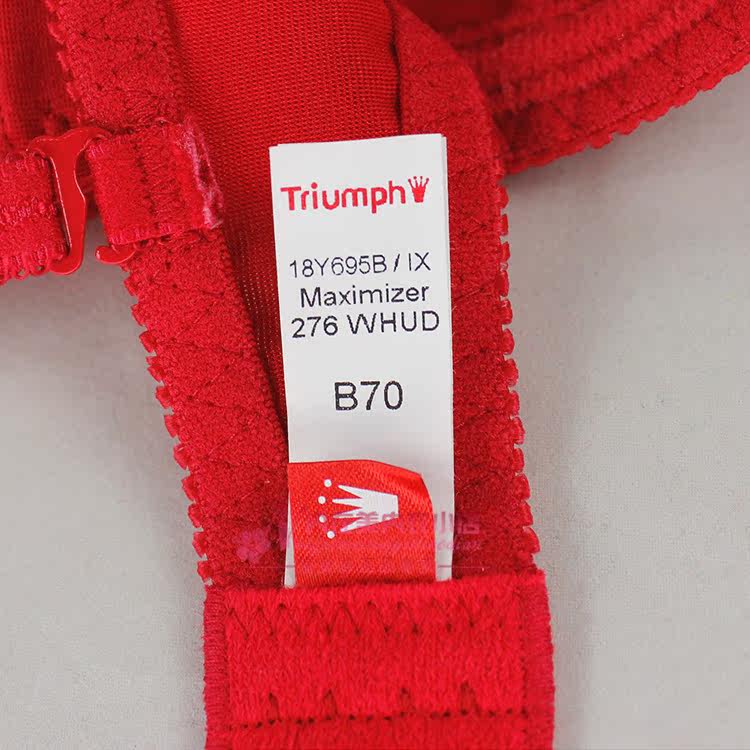 Triumph
18Y695B / IX
Maximizer
276 WHUD
B70